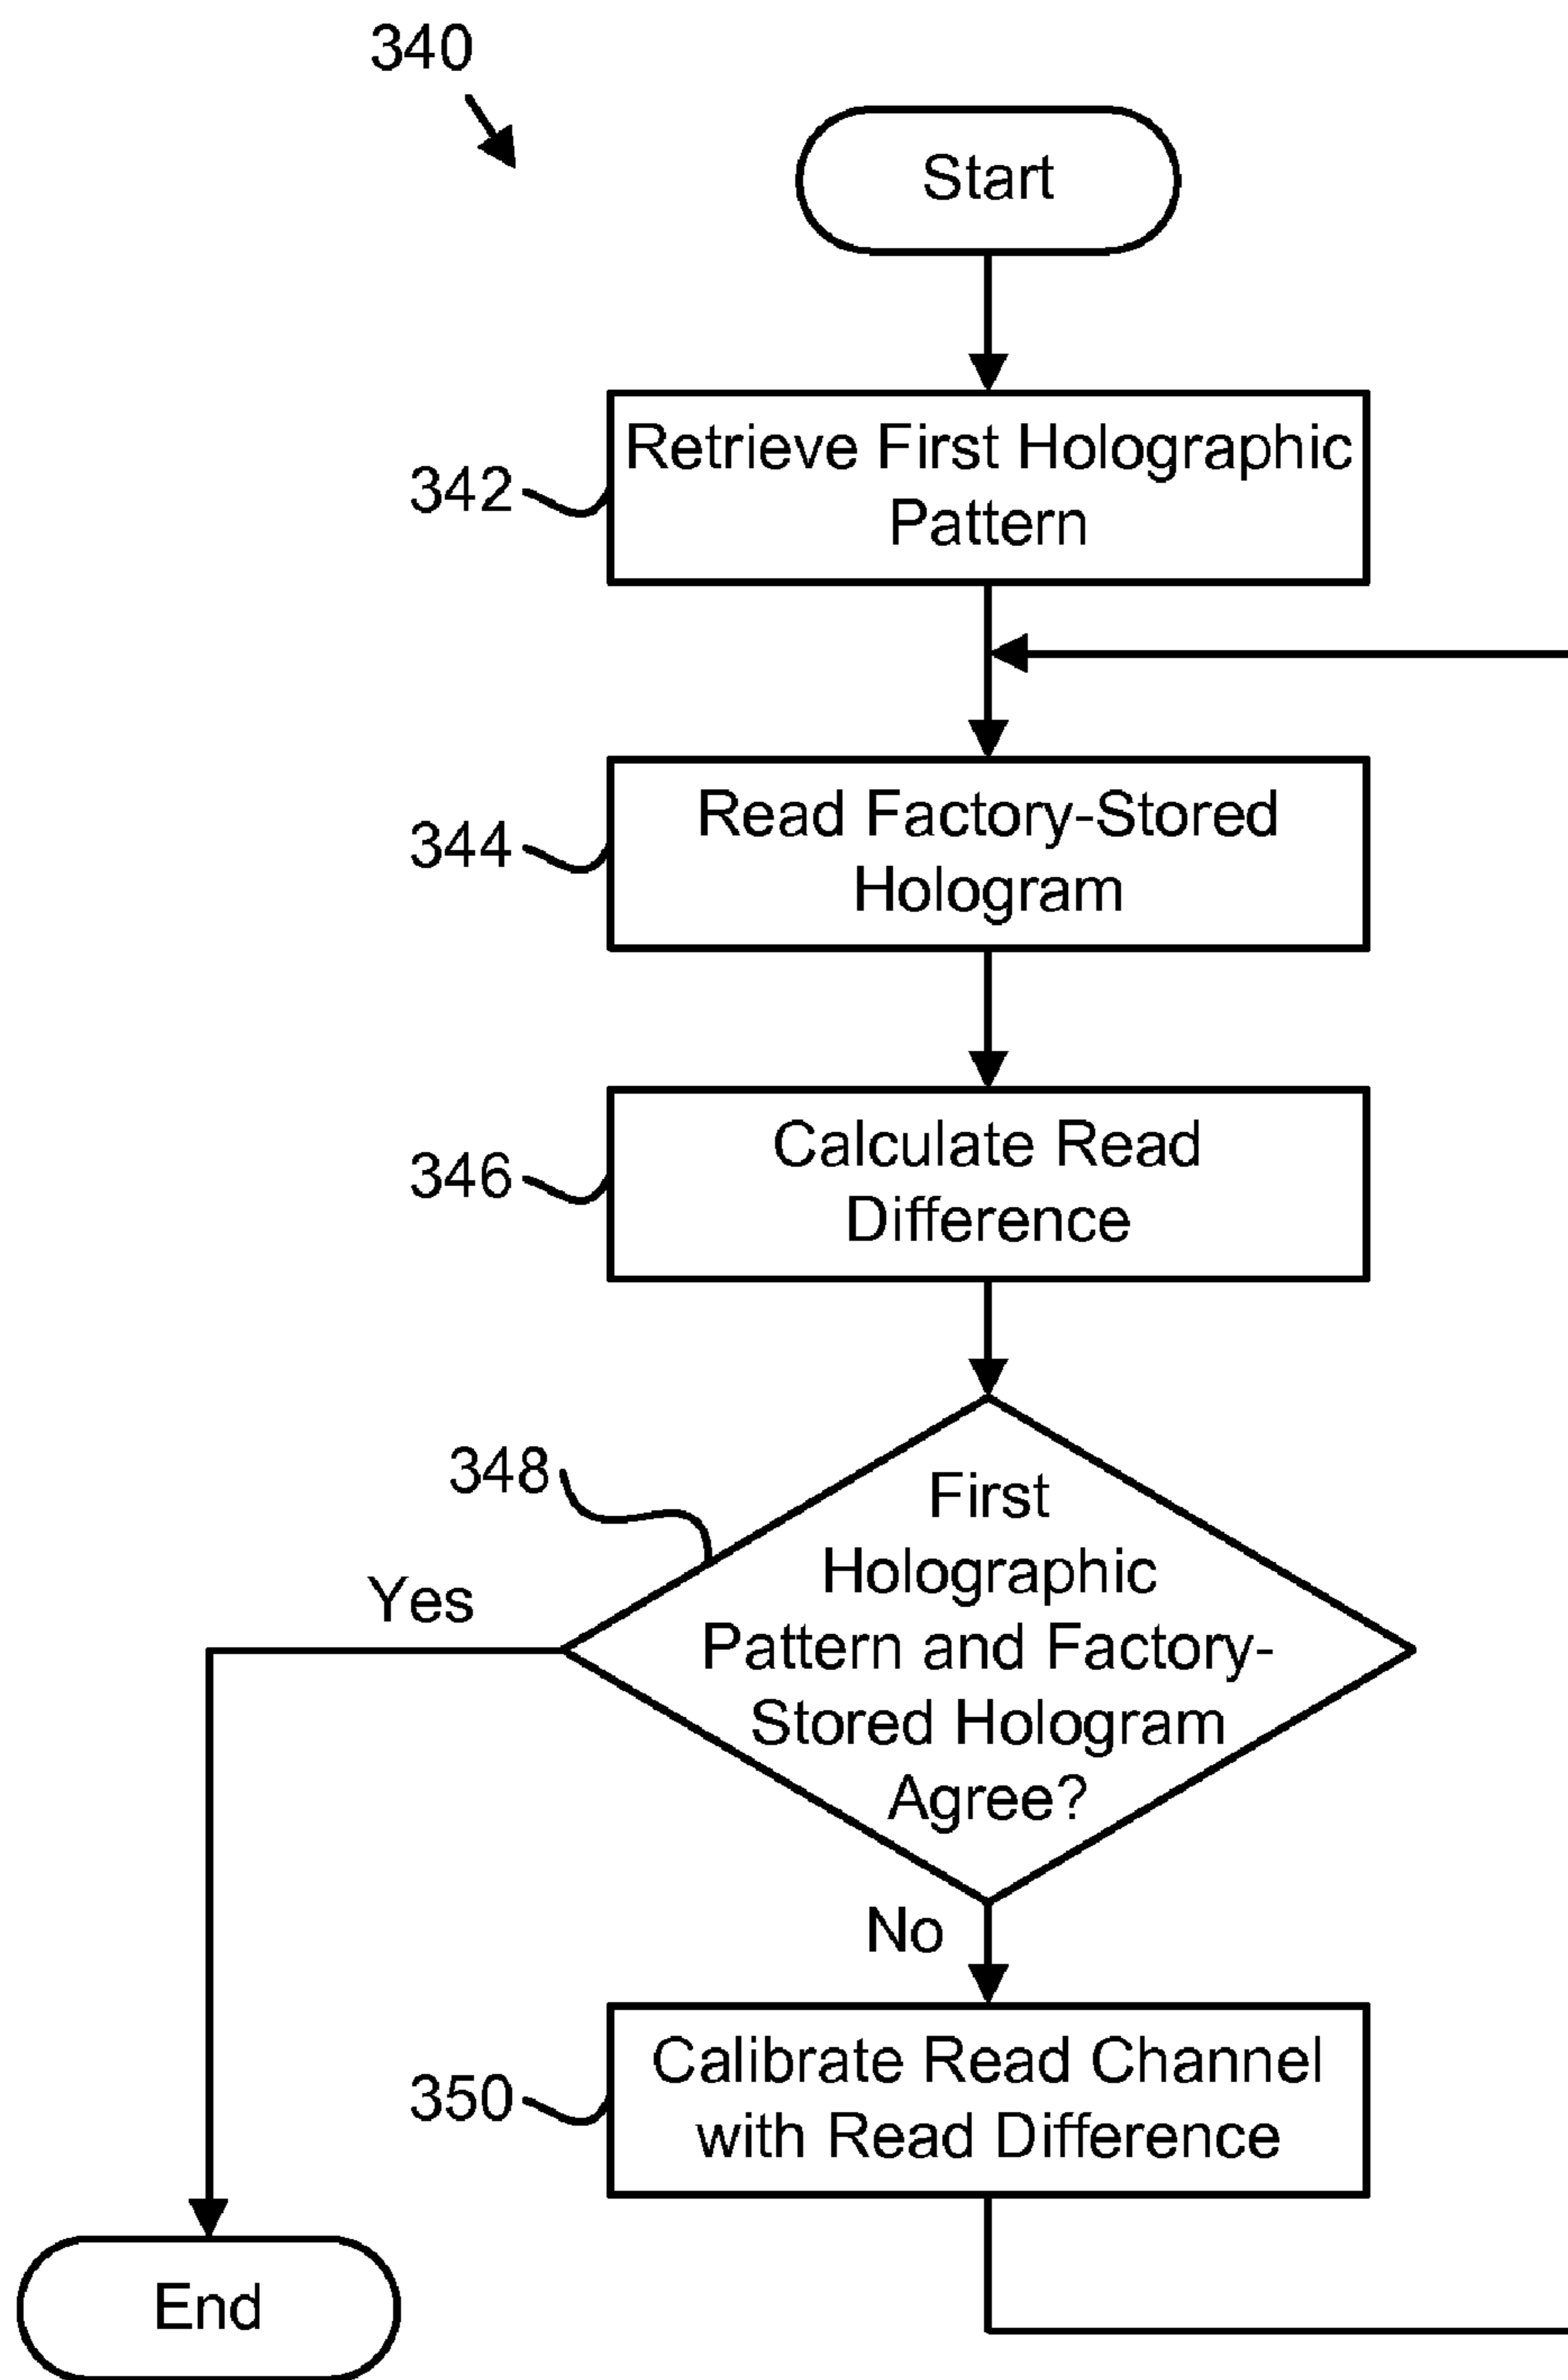 340
Start
342
Retrieve First Holographic
Pattern
344
Read Factory-Stored
Hologram
346
Calculate Read
Difference
348
First
Holographic
Pattern and Factory-
Stored Hologram
Agree?
Yes
No
350
Calibrate Read Channel
with Read Difference
End